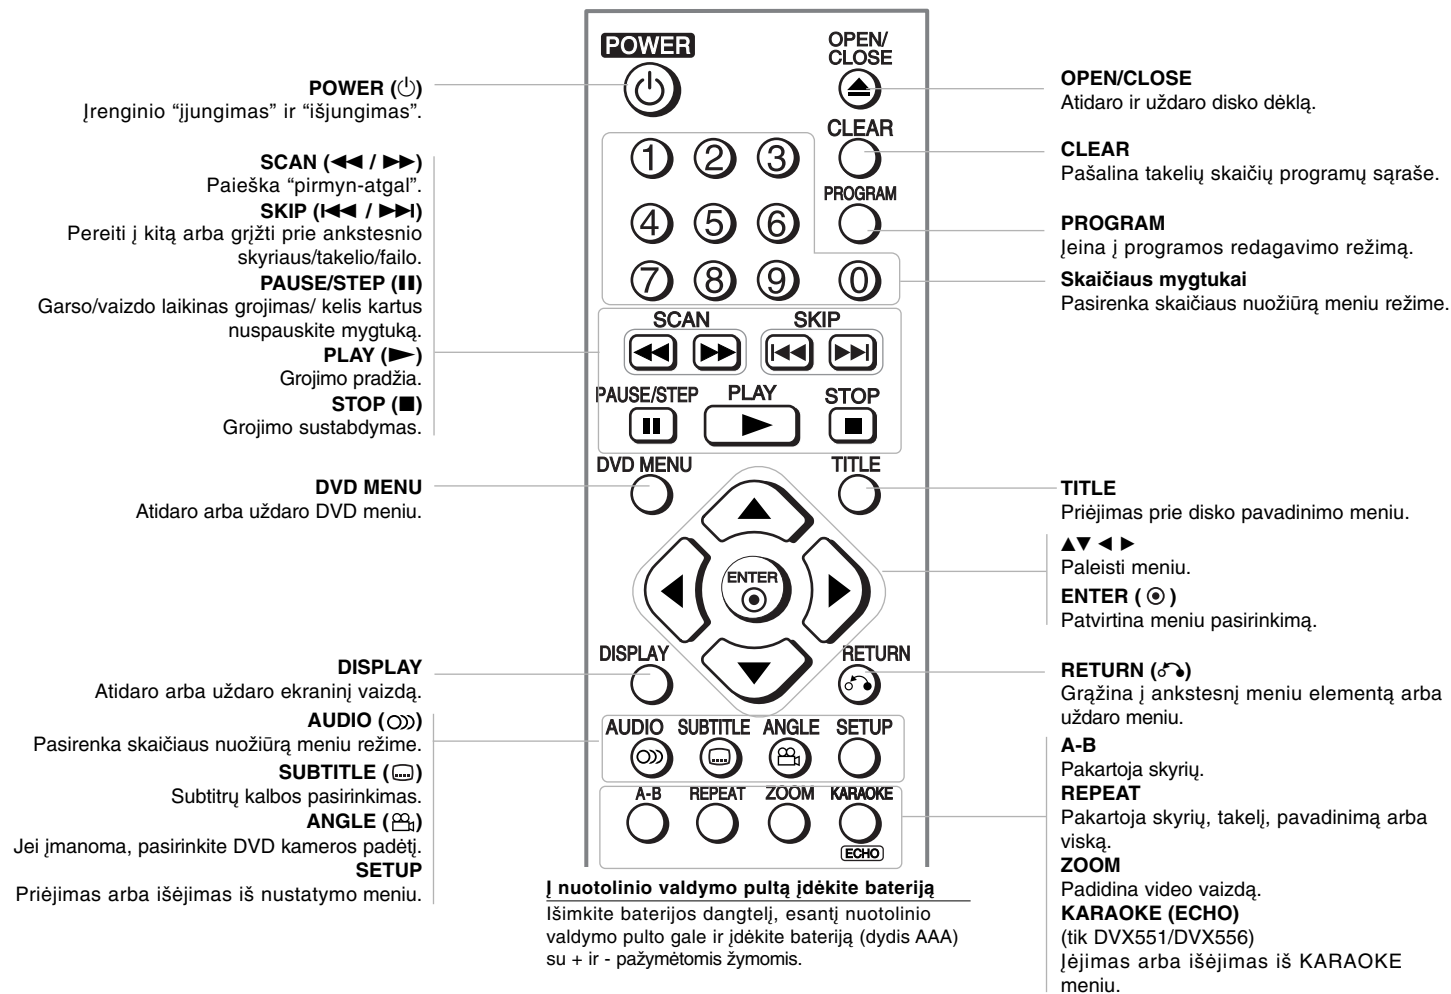 POWER (⏻)
Įrenginio “įjungimas” ir “išjungimas”.
SCAN (◀◀ / ▶▶)
Paieška “pirmyn-atgal”.
SKIP (I◀◀ / ▶▶I)
Pereiti į kitą arba grįžti prie ankstesnio
skyriaus/takelio/failo.
PAUSE/STEP (II)
Garso/vaizdo laikinas grojimas/ kelis kartus
nuspauskite mygtuką.
PLAY (▶)
Grojimo pradžia.
STOP (■)
Grojimo sustabdymas.
DVD MENU
Atidaro arba uždaro DVD meniu.
DISPLAY
Atidaro arba uždaro ekraninį vaizdą.
AUDIO ()
Pasirenka skaičiaus nuožiūrą meniu režime.
SUBTITLE ()
Subtitrų kalbos pasirinkimas.
ANGLE ()
Jei įmanoma, pasirinkite DVD kameros padėtį.
SETUP
Priėjimas arba išėjimas iš nustatymo meniu.
POWER
OPEN/
CLOSE
CLEAR
1 2 3
PROGRAM
4 5 6
7 8 9 0
SCAN SKIP
PAUSE/STEP PLAY STOP
DVD MENU TITLE
ENTER
DISPLAY RETURN
AUDIO SUBTITLE ANGLE SETUP
A-B REPEAT ZOOM KARAOKE
ECHO
Į nuotolinio valdymo pultą įdėkite bateriją
Išimkite baterijos dangtelį, esantį nuotolinio
valdymo pulto gale ir įdėkite bateriją (dydis AAA)
su + ir - pažymėtomis žymomis.
OPEN/CLOSE
Atidaro ir uždaro disko dėklą.
CLEAR
Pašalina takelių skaičių programų sąraše.
PROGRAM
Įeina į programos redagavimo režimą.
Skaičiaus mygtukai
Pasirenka skaičiaus nuožiūrą meniu režime.
TITLE
Priėjimas prie disko pavadinimo meniu.
▲▼ ◀ ▶
Paleisti meniu.
ENTER ( ◉ )
Patvirtina meniu pasirinkimą.
RETURN ()
Grąžina į ankstesnį meniu elementą arba
uždaro meniu.
A-B
Pakartoja skyrių.
REPEAT
Pakartoja skyrių, takelį, pavadinimą arba
viską.
ZOOM
Padidina video vaizdą.
KARAOKE (ECHO)
(tik DVX551/DVX556)
Įėjimas arba išėjimas iš KARAOKE
meniu.